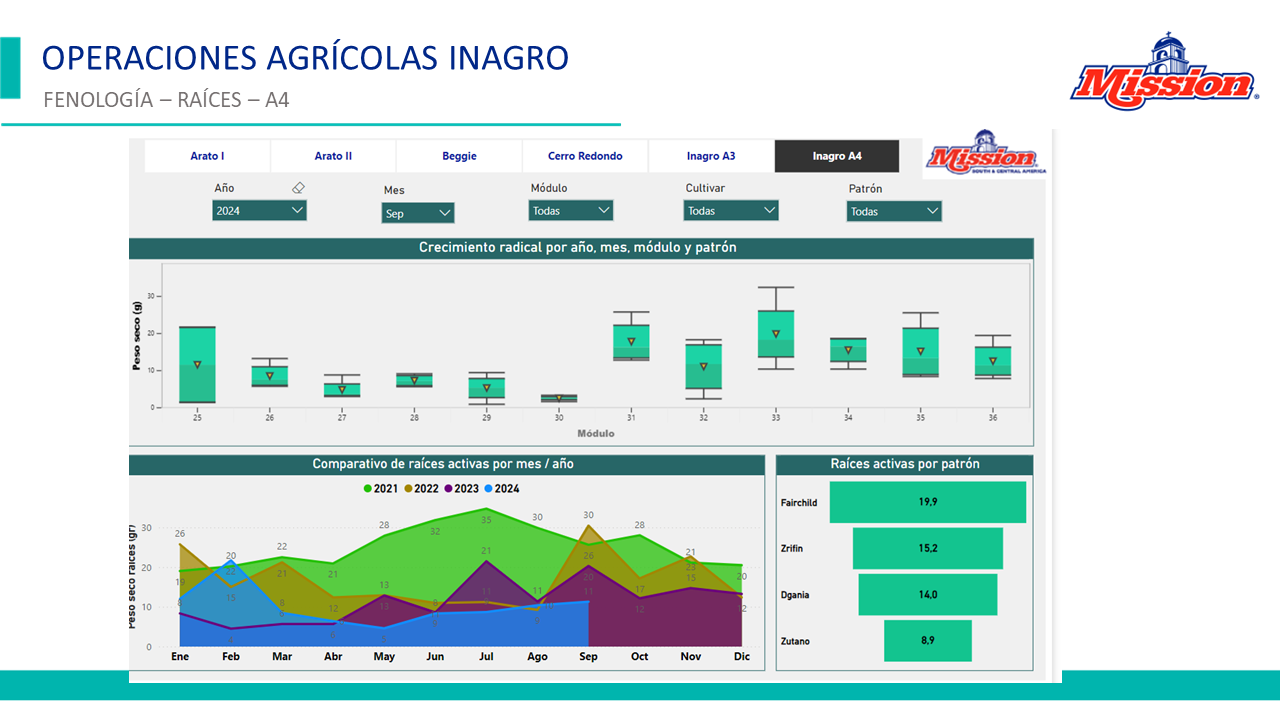 OPERACIONES AGRÍCOLAS INAGRO
FENOLOGÍA – RAÍCES – A4
Mission®
Arato I
Arato II
Beggie
Cerro Redondo
Inagro A3
Inagro A4
Mission
SOUTH & CENTRAL AMERICA
Año
Mes
Módulo
Cultivar
Patrón
2024
Sep
Todas
Todas
Todas
Crecimiento radical por año, mes, módulo y patrón
Peso seco (g)
30
20
10
0
25 26 27 28 29 30 31 32 33 34 35 36
Módulo
Comparativo de raíces activas por mes / año
2021 2022 2023 2024
Peso seco raíces (gr)
30
20
10
0
26 20 22 21 28 32 35 30 30 28 21 20
19 22 21 12 13 8 21 11 26 17 23 12
8 15 8 6 13 7 11 9 20 12 15
4 6 5 11
Ene Feb Mar Abr May Jun Jul Ago Sep Oct Nov Dic
Raíces activas por patrón
Fairchild 19,9
Zrifin 15,2
Dgania 14,0
Zutano 8,9